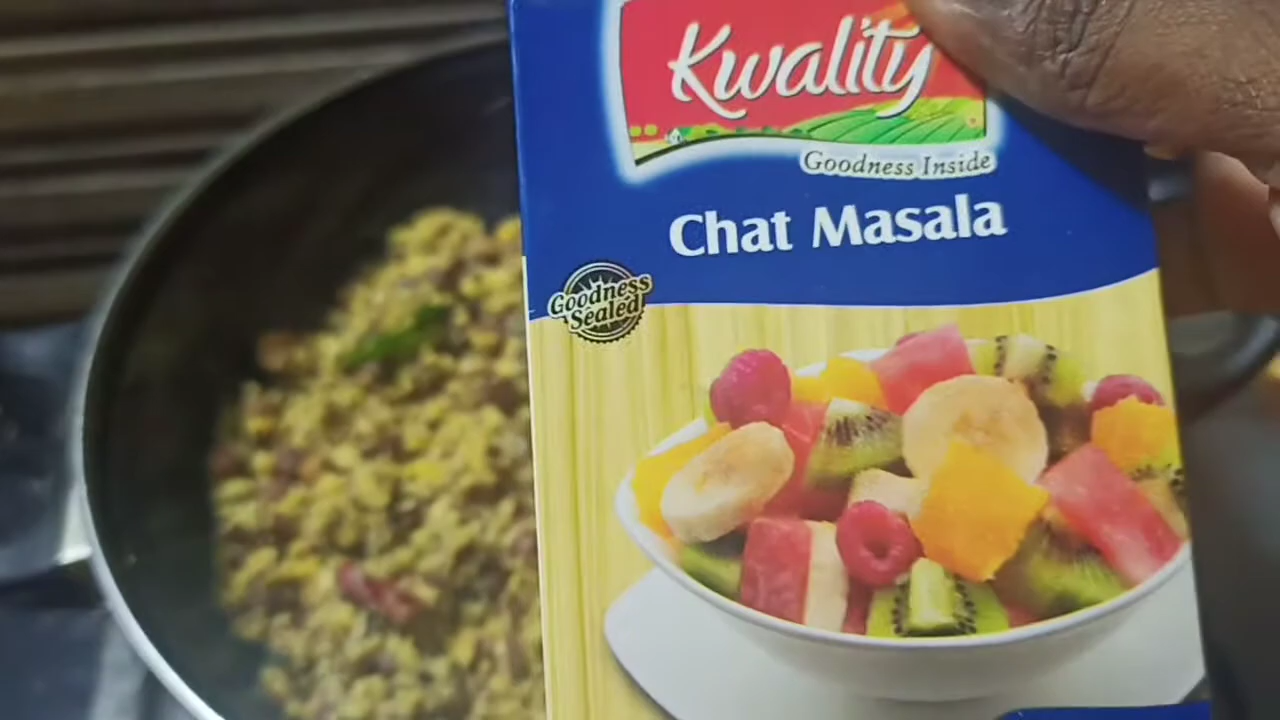 Kwality
Goodness Inside
Chat Masala
Goodness
Sealed